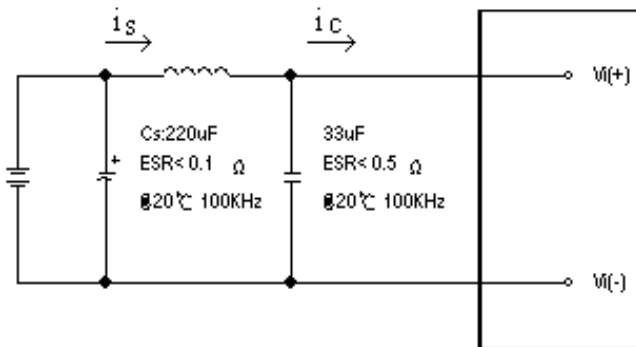 is
ic
Vi(+)
Cs:220uF
33uF
+
ESR< 0.1 Ω
ESR< 0.5 Ω
20℃ 100KHz
20℃ 100KHz
Vi(-)